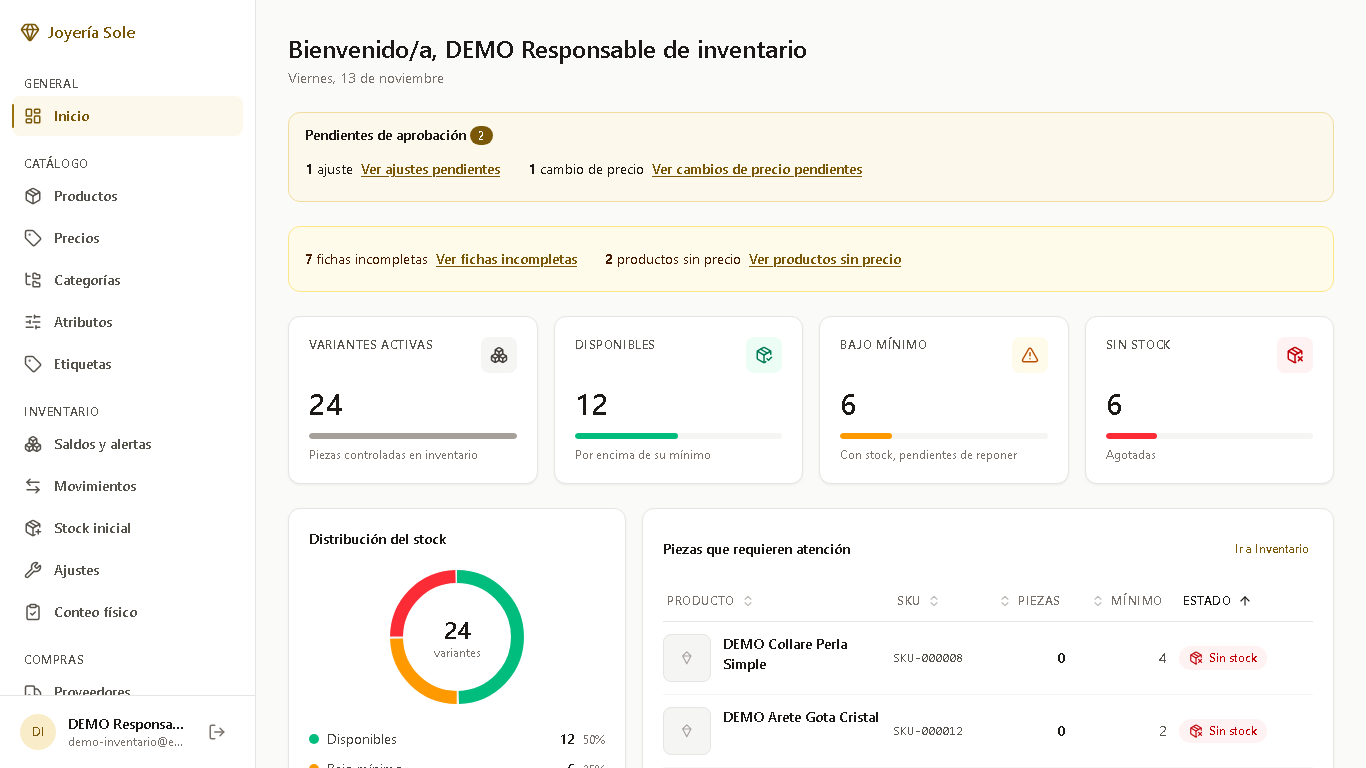 Joyería Sole
GENERAL
Inicio
CATÁLOGO
Productos
Precios
Categorías
Atributos
Etiquetas
INVENTARIO
Saldos y alertas
Movimientos
Stock inicial
Ajustes
Conteo físico
COMPRAS
Proveedores
DI
DEMO Responsa...
demo-inventario@e...
Bienvenido/a, DEMO Responsable de inventario
Viernes, 13 de noviembre
Pendientes de aprobación 2
1 ajuste Ver ajustes pendientes 1 cambio de precio Ver cambios de precio pendientes
7 fichas incompletas Ver fichas incompletas 2 productos sin precio Ver productos sin precio
VARIANTES ACTIVAS
24
Piezas controladas en inventario
DISPONIBLES
12
Por encima de su mínimo
BAJO MÍNIMO
6
Con stock, pendientes de reponer
SIN STOCK
6
Agotadas
Distribución del stock
24
variantes
Disponibles 12 50%
Bajo mínimo 6 25%
Piezas que requieren atención
Ir a Inventario
PRODUCTO SKU PIEZAS MÍNIMO ESTADO
DEMO Collare Perla
Simple
SKU-000008 0 4 Sin stock
DEMO Arete Gota Cristal
SKU-000012 0 2 Sin stock